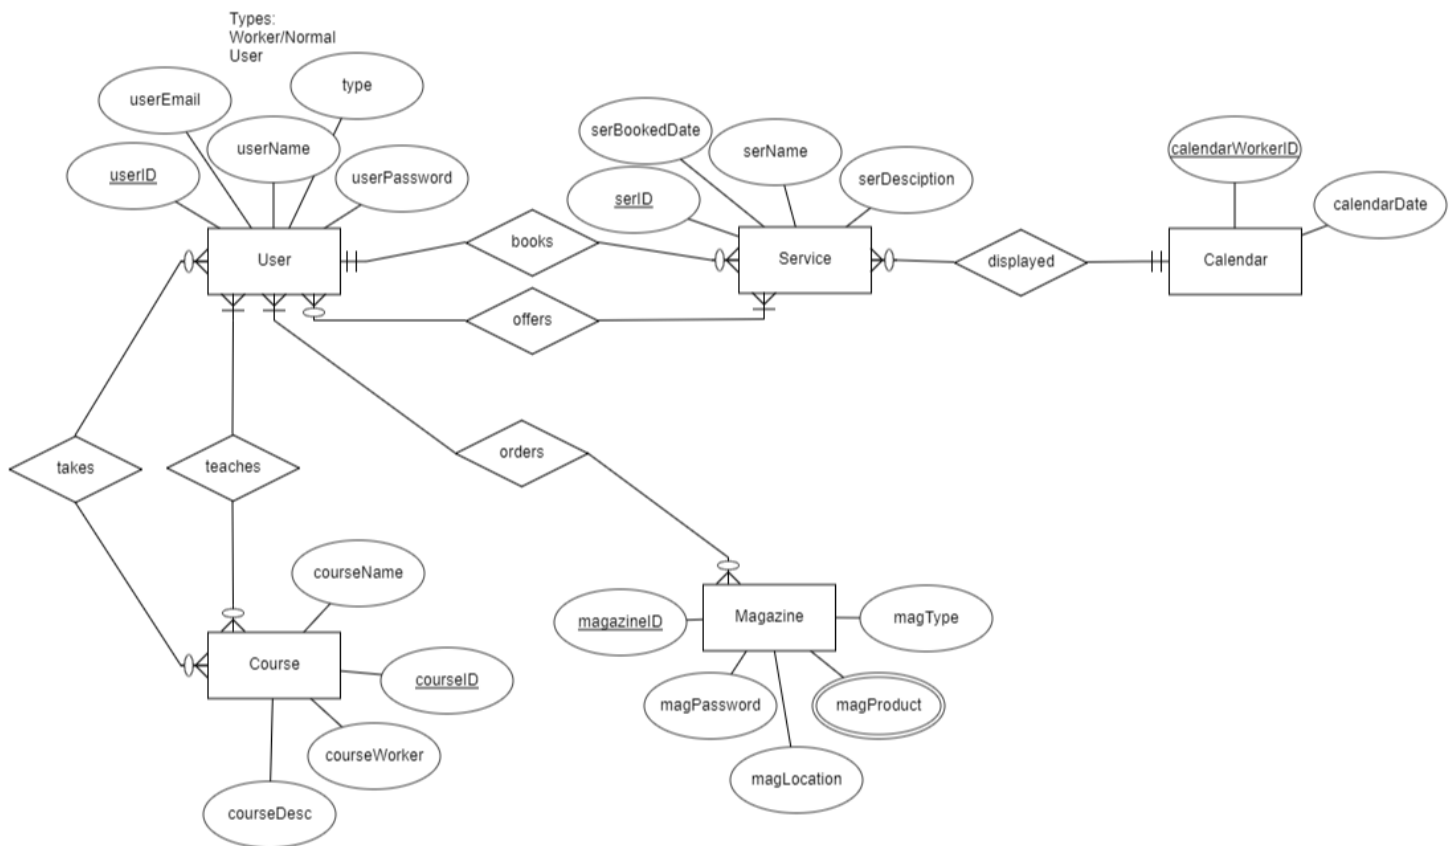 Types:
Worker/Normal
User
userEmail
type
userName
userID
userPassword
User
serBookedDate
serName
serID
serDesciption
books
Service
offers
calendarWorkerID
calendarDate
displayed
Calendar
takes
teaches
orders
courseName
Course
courseID
courseWorker
courseDesc
magazineID
Magazine
magType
magPassword
magProduct
magLocation